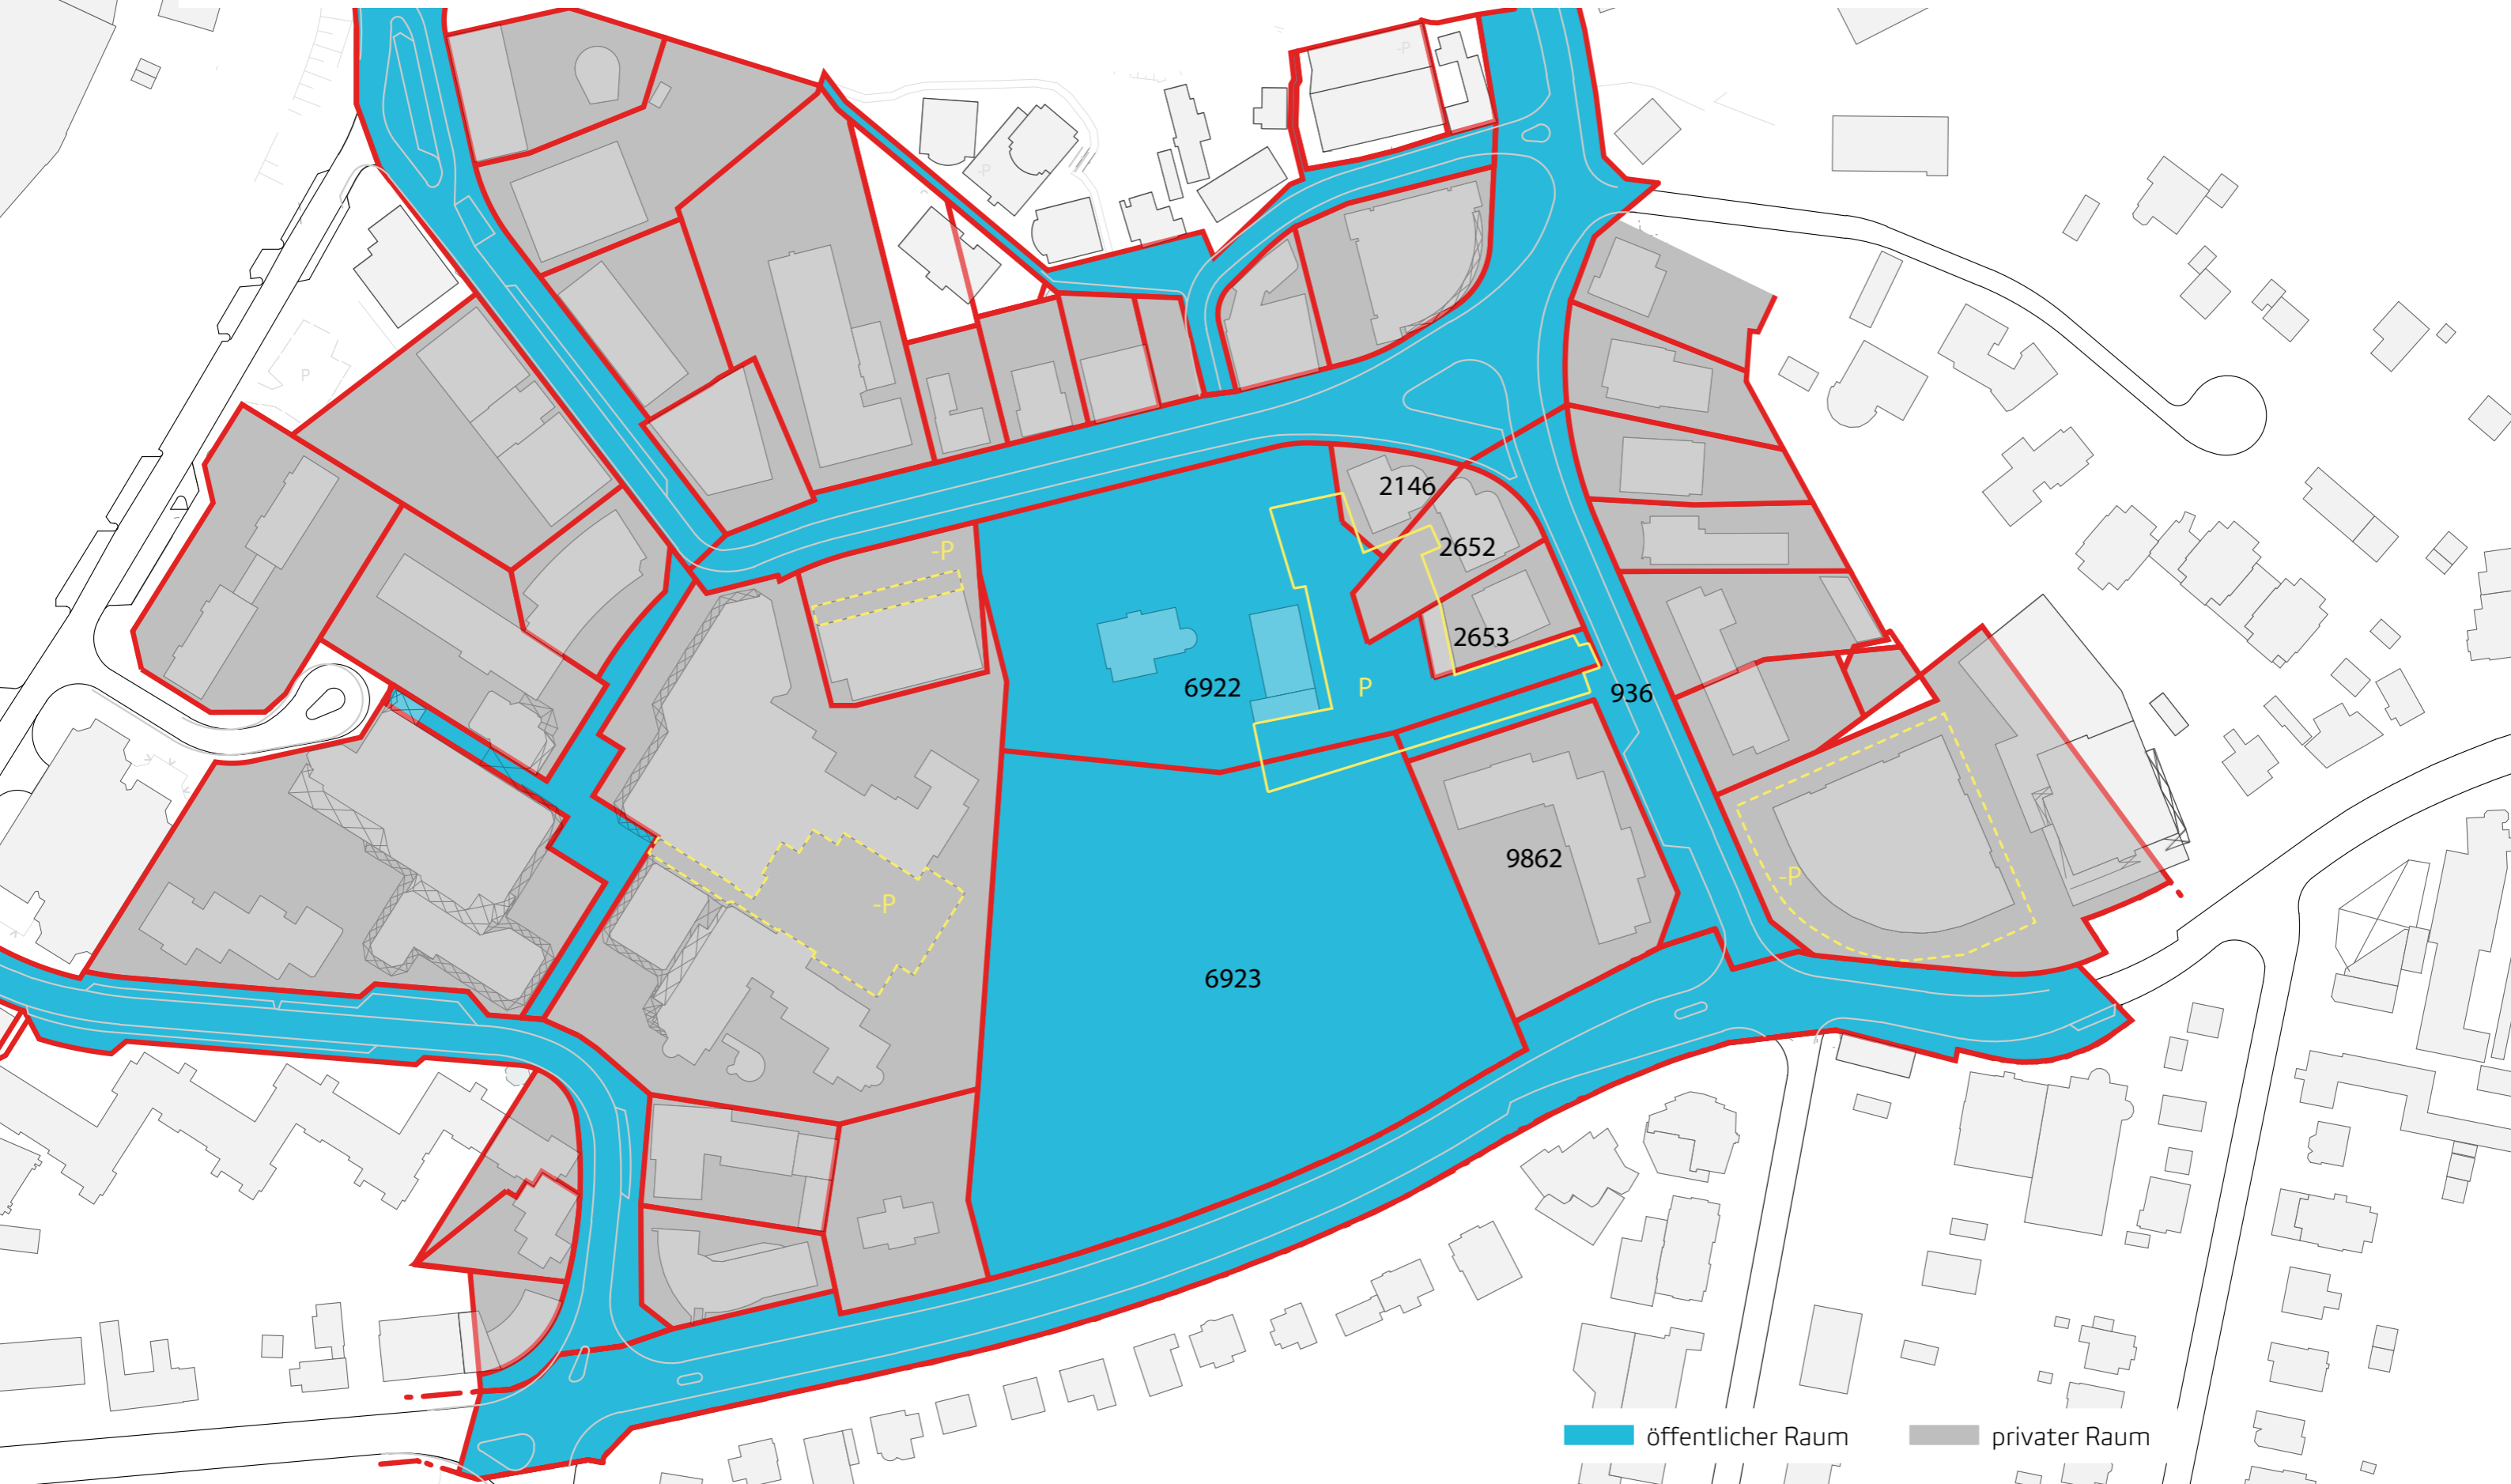 -P
-P
P
2146
2652
-P
2653
6922
P
936
9862
-P
-P
6923
öffentlicher Raum
privater Raum